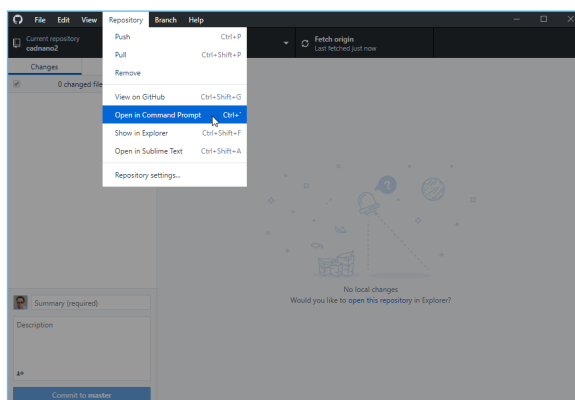 File Edit View Repository Branch Help
Current repository
cadnano2
Fetch origin
Last fetched just now
Changes
0 changed file
Push Ctrl+P
Pull Ctrl+Shift+P
Remove
View on GitHub Ctrl+Shift+G
Open in Command Prompt Ctrl+`
Show in Explorer Ctrl+Shift+F
Open in Sublime Text Ctrl+Shift+A
Repository settings...
No local changes
Would you like to open this repository in Explorer?
Summary (required)
Description
Commit to master